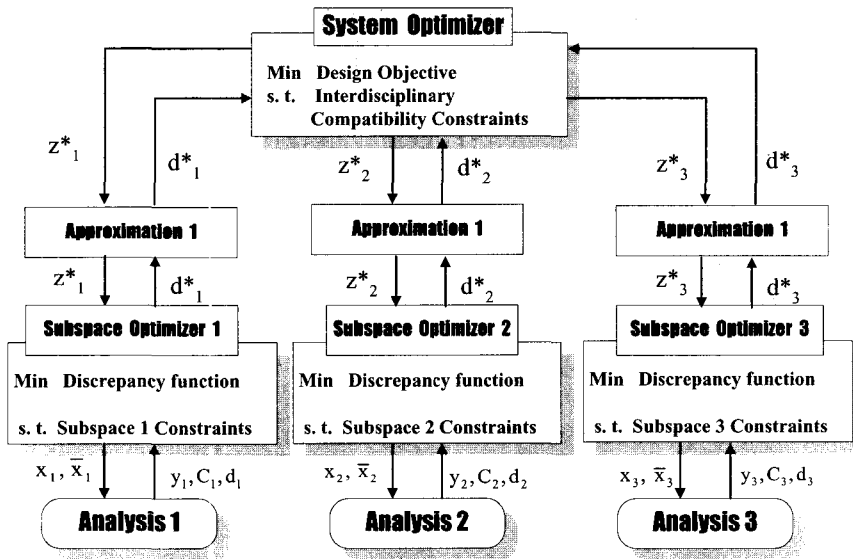 System Optimizer
Min Design Objective
s. t. Interdisciplinary
Compatibility Constraints
z*₁ d*₁ z*₂ d*₂ z*₃ d*₃
Approximation 1 Approximation 1 Approximation 1
z*₁ d*₁ z*₂ d*₂ z*₃ d*₃
Subspace Optimizer 1 Subspace Optimizer 2 Subspace Optimizer 3
Min Discrepancy function Min Discrepancy function Min Discrepancy function
s. t. Subspace 1 Constraints s. t. Subspace 2 Constraints s. t. Subspace 3 Constraints
x₁, x̅₁ y₁, C₁, d₁ x₂, x̅₂ y₂, C₂, d₂ x₃, x̅₃ y₃, C₃, d₃
Analysis 1 Analysis 2 Analysis 3